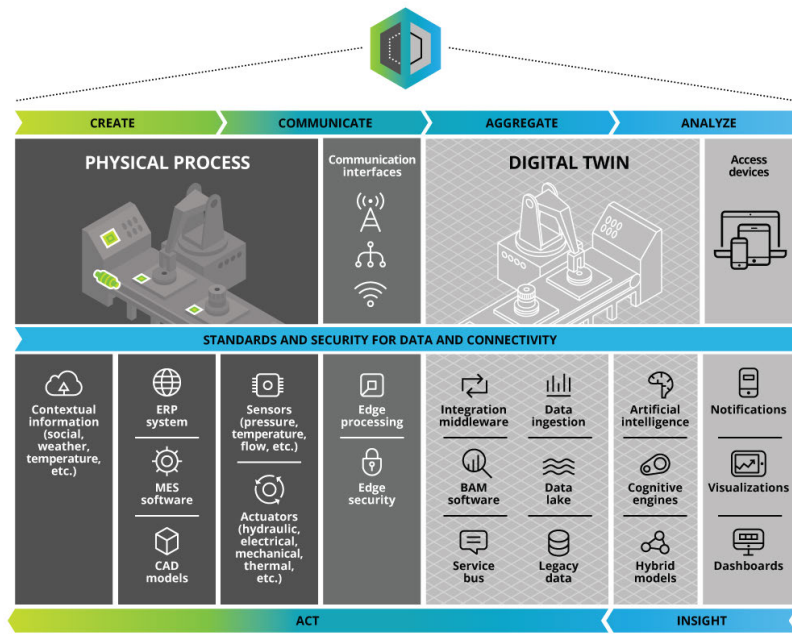 CREATE
COMMUNICATE
AGGREGATE
ANALYZE
PHYSICAL PROCESS
Communication
interfaces
DIGITAL TWIN
Access
devices
STANDARDS AND SECURITY FOR DATA AND CONNECTIVITY
Contextual
information
(social,
weather,
temperature,
etc.)
ERP
system
MES
software
CAD
models
Sensors
(pressure,
temperature,
flow, etc.)
Actuators
(hydraulic,
electrical,
mechanical,
thermal,
etc.)
Edge
processing
Edge
security
Integration
middleware
BAM
software
Service
bus
Data
ingestion
Data
lake
Legacy
data
Artificial
intelligence
Cognitive
engines
Hybrid
models
Notifications
Visualizations
Dashboards
ACT
INSIGHT